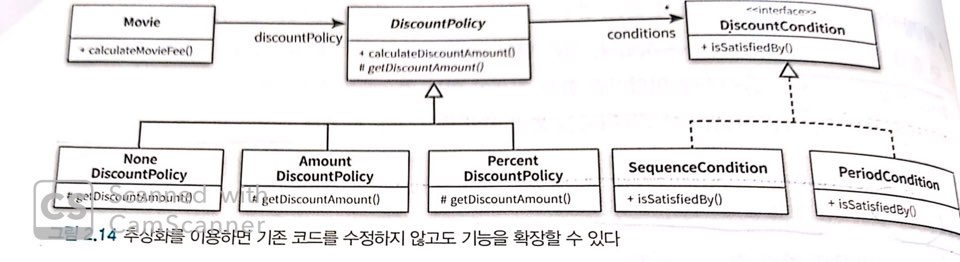 Movie
+ calculateMovieFee()
discountPolicy
DiscountPolicy
+ calculateDiscountAmount()
# getDiscountAmount()
conditions
<<interface>>
DiscountCondition
+ isSatisfiedBy()
None
DiscountPolicy
# getDiscountAmount()
Amount
DiscountPolicy
# getDiscountAmount()
Percent
DiscountPolicy
# getDiscountAmount()
SequenceCondition
+ isSatisfiedBy()
PeriodCondition
+ isSatisfiedBy()
CS
Scanned with
CamScanner
그림 2.14 추상화를 이용하면 기존 코드를 수정하지 않고도 기능을 확장할 수 있다